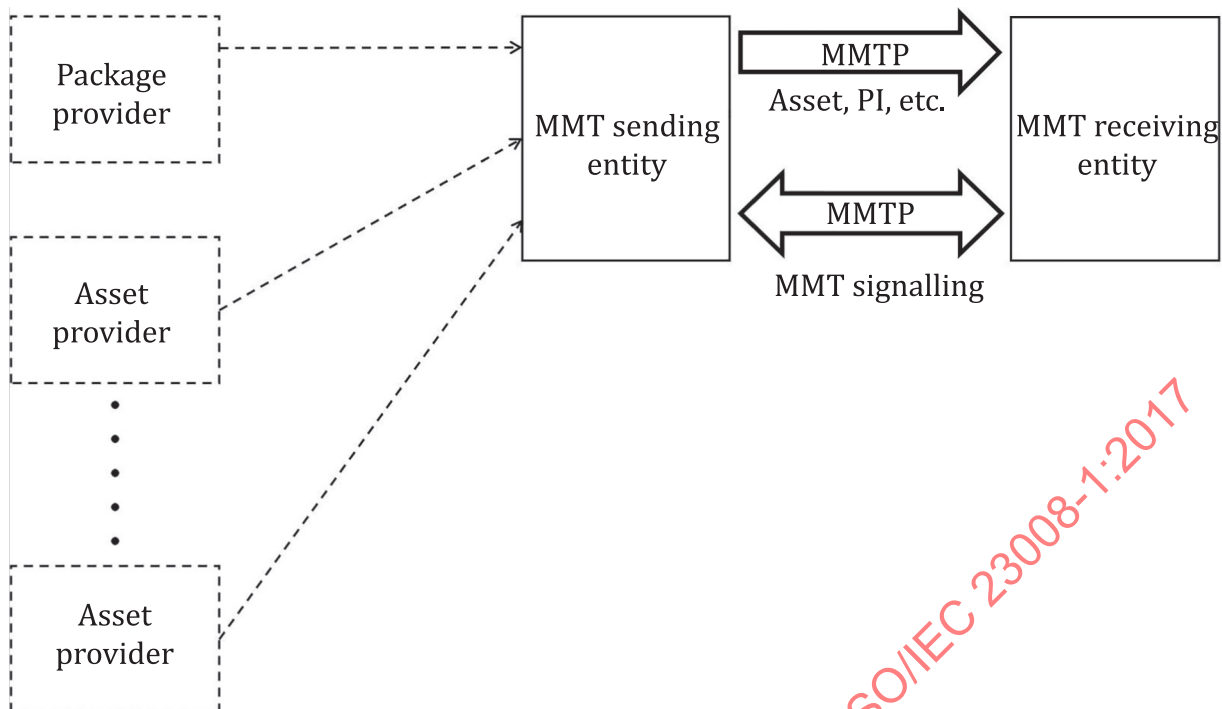 Package
provider
Asset
provider
Asset
provider
MMT sending
entity
MMTP
Asset, PI, etc.
MMTP
MMT signalling
MMT receiving
entity
SO/IEC 23008-1:2017